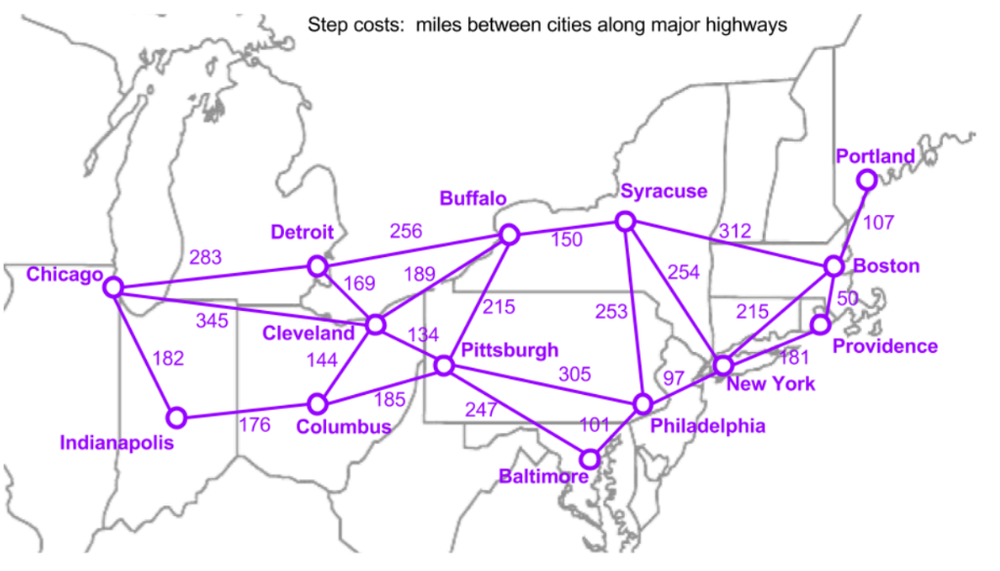 Step costs: miles between cities along major highways
Portland
Syracuse
Buffalo
107
Detroit
256
312
150
283
Boston
Chicago
189
254
169
50
215
253
215
345
Cleveland
134
Providence
Pittsburgh
144
181
182
305
97
New York
185
247
176
Columbus
101
Philadelphia
Indianapolis
Baltimore